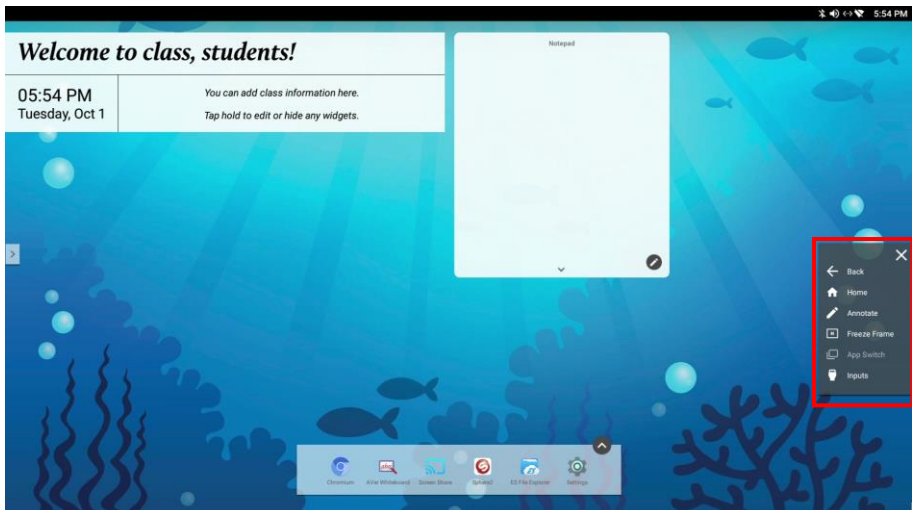 5:54 PM
Welcome to class, students!
05:54 PM
Tuesday, Oct 1
You can add class information here.
Tap hold to edit or hide any widgets.
Notepad
Back
Home
Annotate
Freeze Frame
App Switch
Inputs
Chromium
AVer Whiteboard
Screen Share
Sphere2
ES File Explorer
Settings